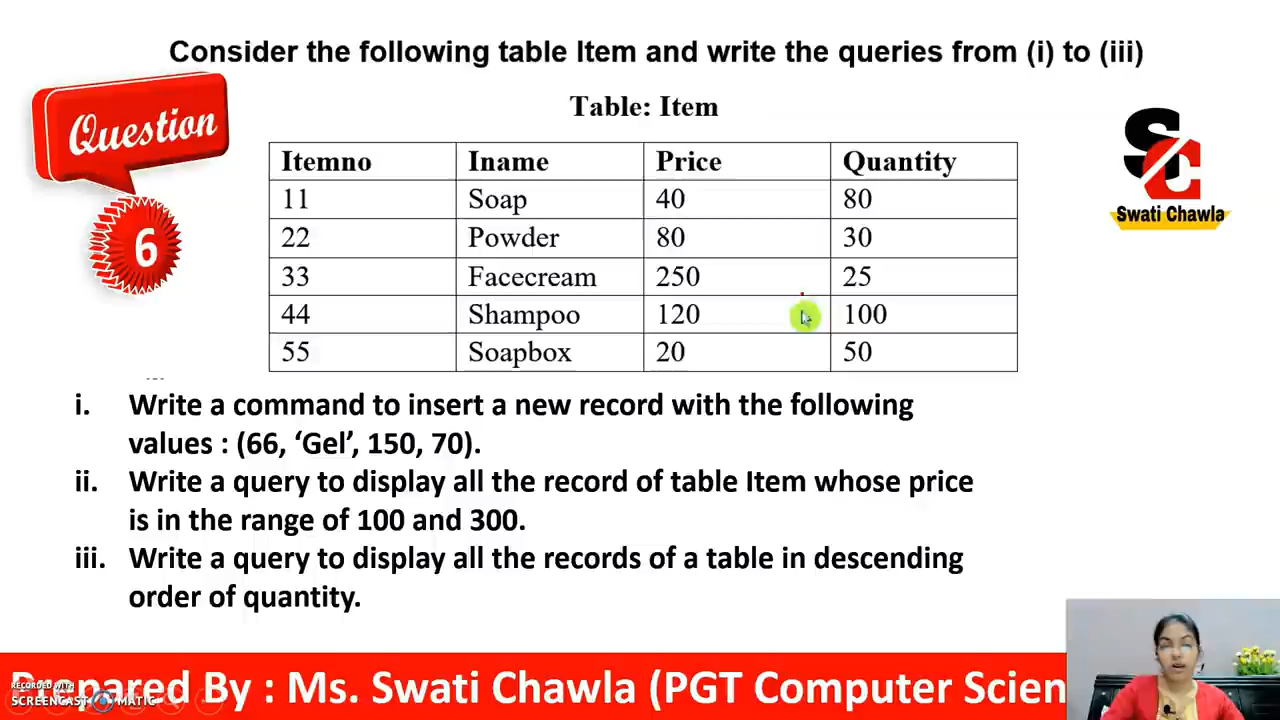 Consider the following table Item and write the queries from (i) to (iii)
Question
6
Table: Item
Itemno Iname Price Quantity
11 Soap 40 80
22 Powder 80 30
33 Facecream 250 25
44 Shampoo 120 100
55 Soapbox 20 50
SC
Swati Chawla
i. Write a command to insert a new record with the following
values : (66, ‘Gel’, 150, 70).
ii. Write a query to display all the record of table Item whose price
is in the range of 100 and 300.
iii. Write a query to display all the records of a table in descending
order of quantity.
Prepared By : Ms. Swati Chawla (PGT Computer Scien
RECORDED WITH
SCREENCAST MATIC